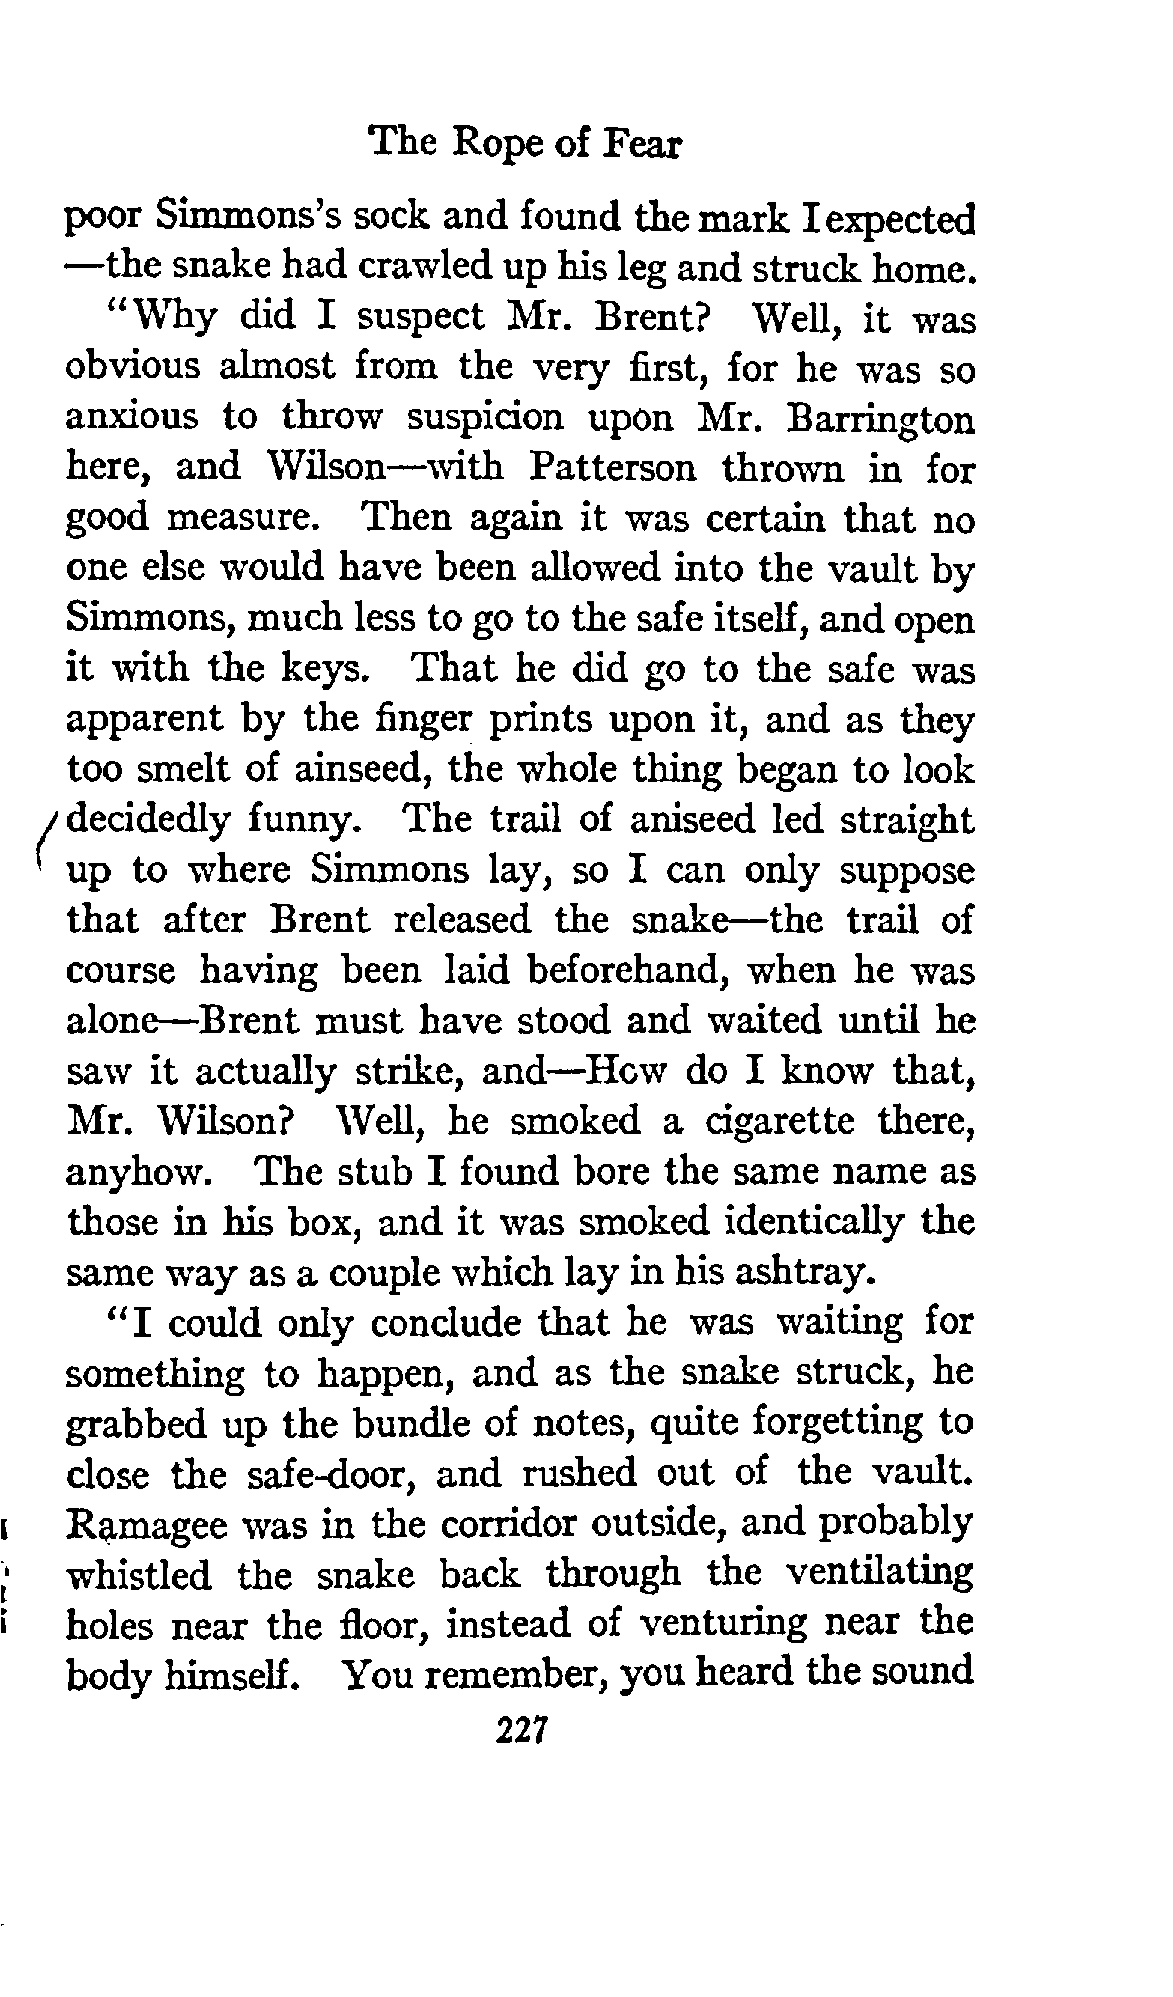 The Rope of Fear
poor Simmons's sock and found the mark I expected
—the snake had crawled up his leg and struck home.
"Why did I suspect Mr. Brent? Well, it was
obvious almost from the very first, for he was so
anxious to throw suspicion upon Mr. Barrington
here, and Wilson—with Patterson thrown in for
good measure. Then again it was certain that no
one else would have been allowed into the vault by
Simmons, much less to go to the safe itself, and open
it with the keys. That he did go to the safe was
apparent by the finger prints upon it, and as they
too smelt of ainseed, the whole thing began to look
decidedly funny. The trail of aniseed led straight
up to where Simmons lay, so I can only suppose
that after Brent released the snake—the trail of
course having been laid beforehand, when he was
alone—Brent must have stood and waited until he
saw it actually strike, and—How do I know that,
Mr. Wilson? Well, he smoked a cigarette there,
anyhow. The stub I found bore the same name as
those in his box, and it was smoked identically the
same way as a couple which lay in his ashtray.
"I could only conclude that he was waiting for
something to happen, and as the snake struck, he
grabbed up the bundle of notes, quite forgetting to
close the safe-door, and rushed out of the vault.
Ramagee was in the corridor outside, and probably
whistled the snake back through the ventilating
holes near the floor, instead of venturing near the
body himself. You remember, you heard the sound
227